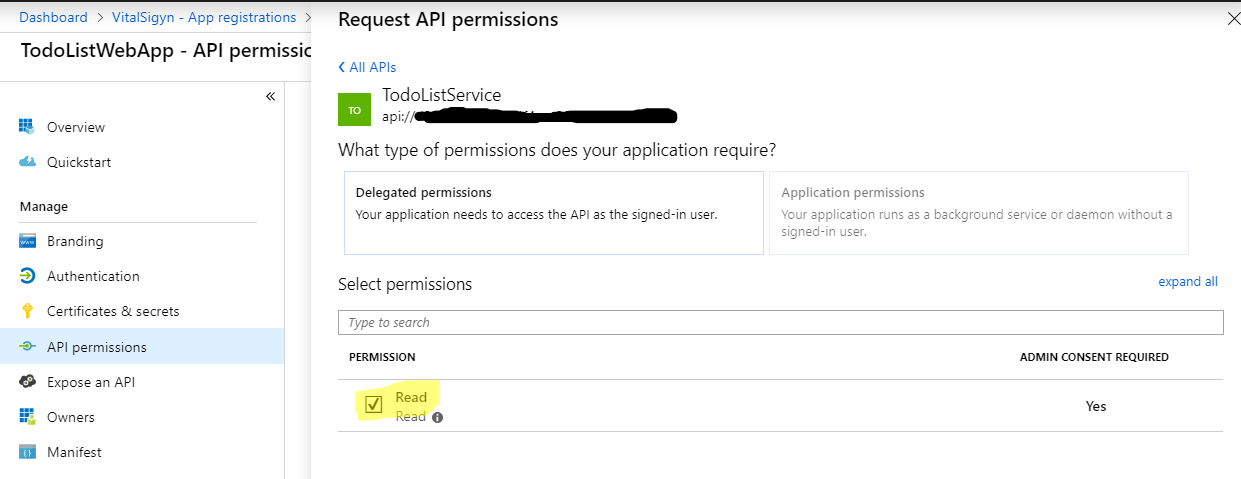 Dashboard > VitalSigyn - App registrations >
TodoListWebApp - API permissio
«
Overview
Quickstart
Manage
Branding
Authentication
Certificates & secrets
API permissions
Expose an API
Owners
Manifest
Request API permissions
All APIs
TO
TodoListService
api://
What type of permissions does your application require?
Delegated permissions
Your application needs to access the API as the signed-in user.
Application permissions
Your application runs as a background service or daemon without a
signed-in user.
Select permissions
expand all
Type to search
PERMISSION
ADMIN CONSENT REQUIRED
Read
Read
Yes